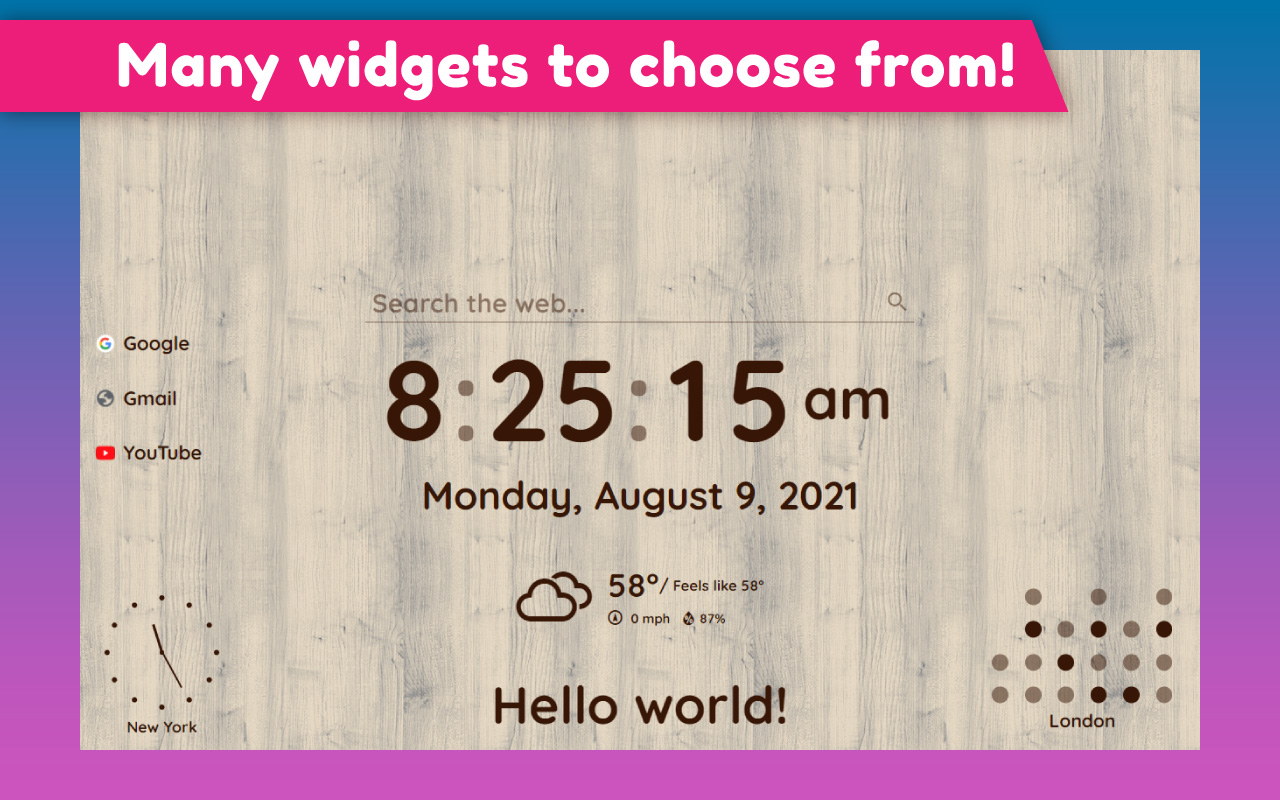 Many widgets to choose from!
Search the web...
Google
Gmail
YouTube
8:25:15 am
Monday, August 9, 2021
58°/ Feels like 58°
0 mph 87%
Hello world!
New York
London